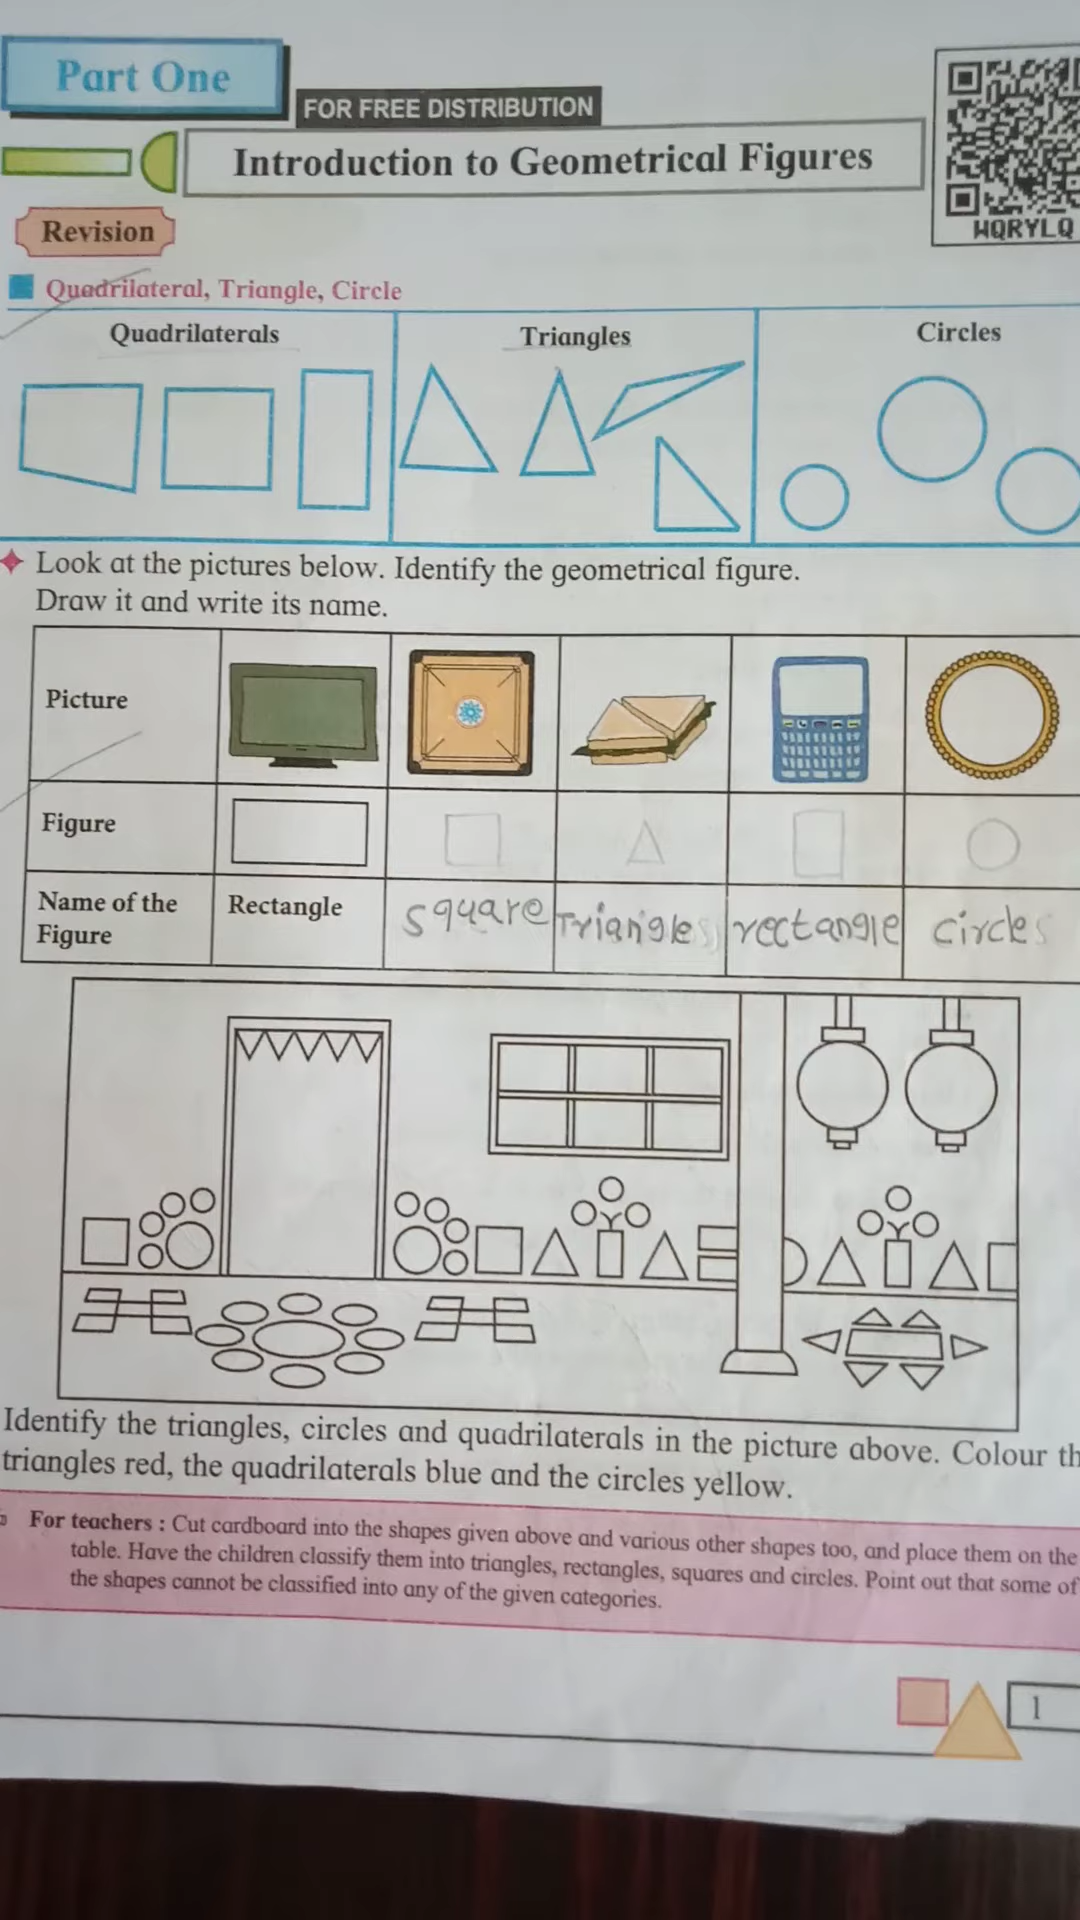 Part One
FOR FREE DISTRIBUTION
Introduction to Geometrical Figures
WQRYLQ
Revision
Quadrilateral, Triangle, Circle
Quadrilaterals
Triangles
Circles
Look at the pictures below. Identify the geometrical figure.
Draw it and write its name.
Picture
Figure
Name of the
Figure
Rectangle
square
Triangles
rectangle
circles
Identify the triangles, circles and quadrilaterals in the picture above. Colour th
triangles red, the quadrilaterals blue and the circles yellow.
For teachers : Cut cardboard into the shapes given above and various other shapes too, and place them on the
table. Have the children classify them into triangles, rectangles, squares and circles. Point out that some of
the shapes cannot be classified into any of the given categories.
1